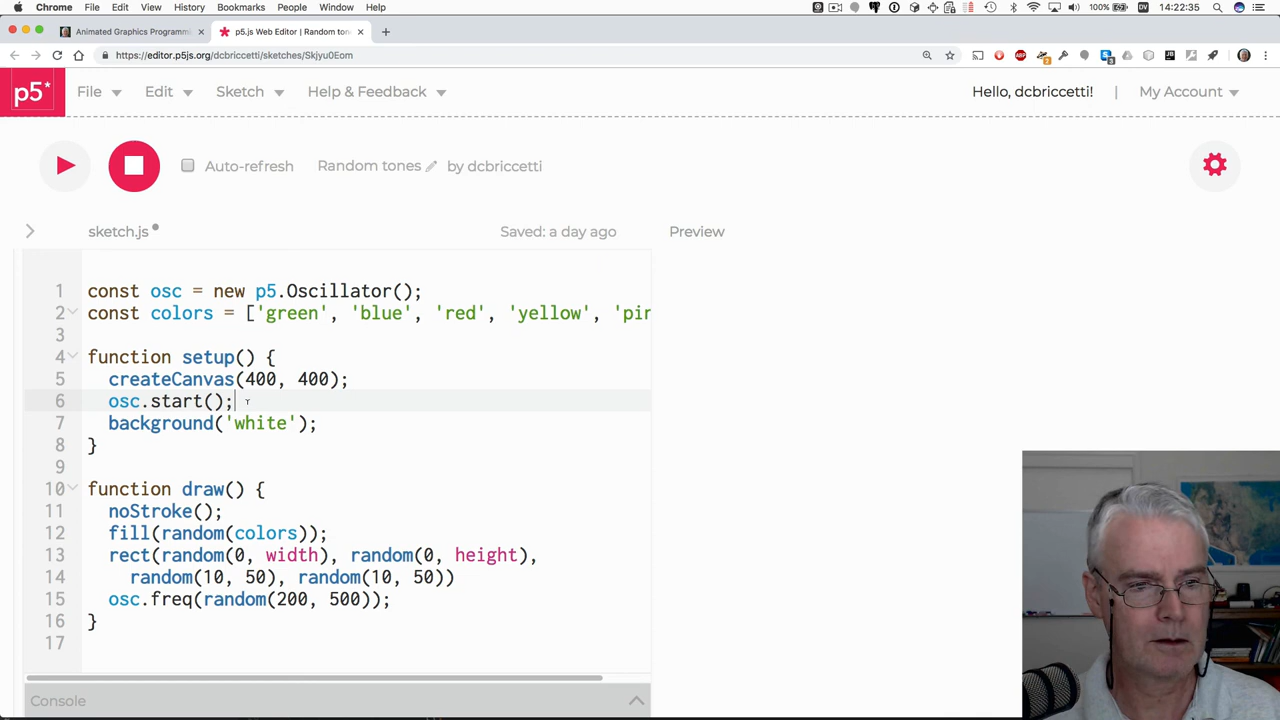 Chrome File Edit View History Bookmarks People Window Help 100% 14:22:35
Animated Graphics Programmi × p5.js Web Editor | Random ton × +
https://editor.p5js.org/dcbriccetti/sketches/Skjyu0Eom
p5* File Edit Sketch Help & Feedback Hello, dcbriccetti! | My Account
Auto-refresh Random tones by dcbriccetti
sketch.js Saved: a day ago Preview
1 const osc = new p5.Oscillator();
2 const colors = ['green', 'blue', 'red', 'yellow', 'pin
3
4 function setup() {
5 createCanvas(400, 400);
6 osc.start();
7 background('white');
8 }
9
10 function draw() {
11 noStroke();
12 fill(random(colors));
13 rect(random(0, width), random(0, height),
14 random(10, 50), random(10, 50))
15 osc.freq(random(200, 500));
16 }
17
Console